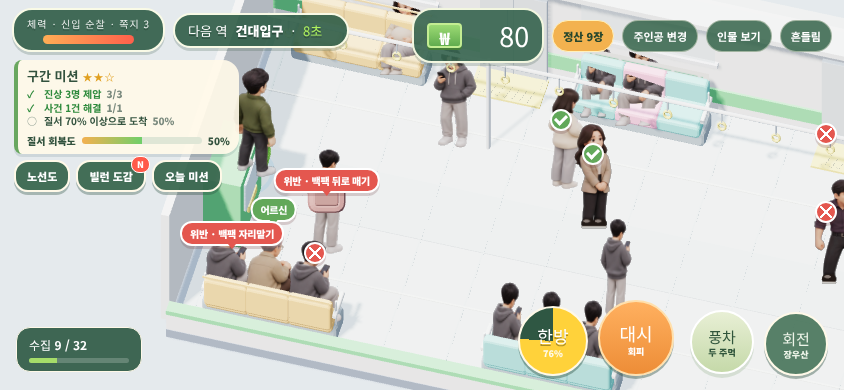 체력 · 신입 순찰 · 쪽지 3
다음 역 건대입구 · 8초
₩ 80
정산 9장
주인공 변경
인물 보기
흔들림
구간 미션 ★★☆
✓ 진상 3명 제압 3/3
✓ 사건 1건 해결 1/1
○ 질서 70% 이상으로 도착 50%
질서 회복도 50%
노선도
빌런 도감
N
오늘 미션
위반 · 백팩 뒤로 매기
어르신
위반 · 백팩 자리맡기
수집 9 / 32
한방
76%
대시
회피
풍차
두 주먹
회전
장우산